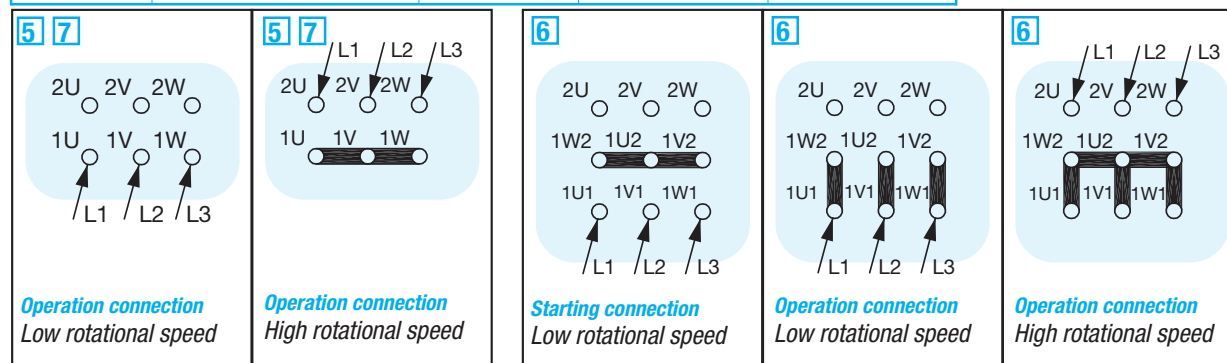 5 7
L1 L2 L3
2U 2V 2W
1U 1V 1W
Operation connection
Low rotational speed
5 7
L1 L2 L3
2U 2V 2W
1U 1V 1W
Operation connection
High rotational speed
6
2U 2V 2W
1W2 1U2 1V2
1U1 1V1 1W1
L1 L2 L3
Starting connection
Low rotational speed
6
2U 2V 2W
1W2 1U2 1V2
1U1 1V1 1W1
L1 L2 L3
Operation connection
Low rotational speed
6
L1 L2 L3
2U 2V 2W
1W2 1U2 1V2
1U1 1V1 1W1
Operation connection
High rotational speed